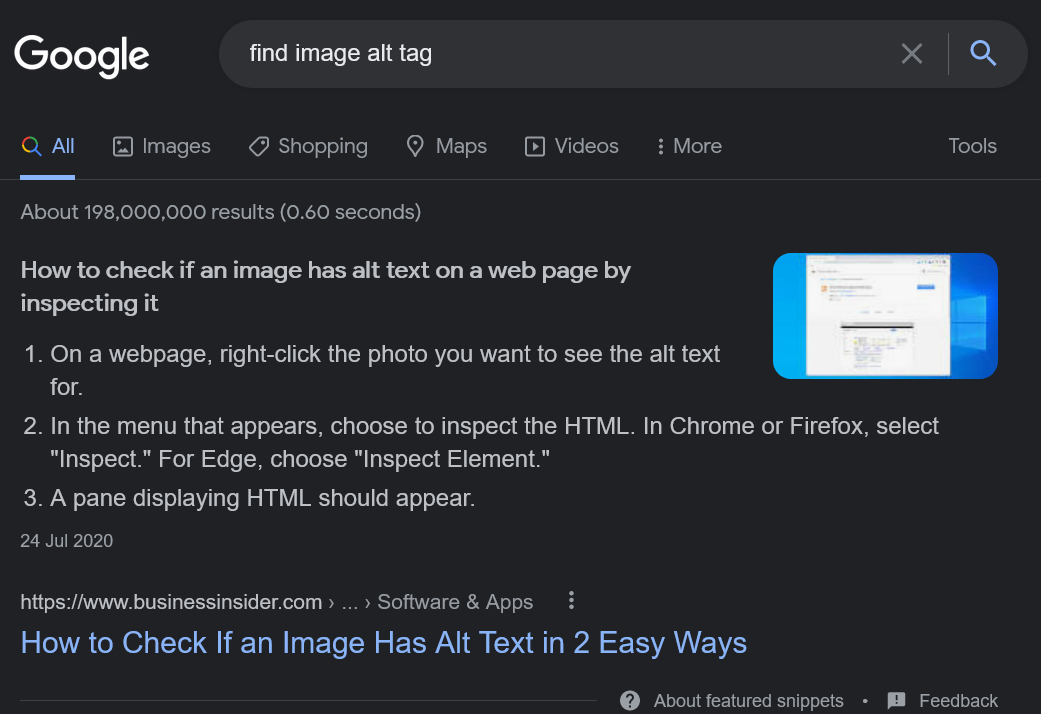 Google
find image alt tag
All Images Shopping Maps Videos More Tools
About 198,000,000 results (0.60 seconds)
How to check if an image has alt text on a web page by
inspecting it
1. On a webpage, right-click the photo you want to see the alt text
for.
2. In the menu that appears, choose to inspect the HTML. In Chrome or Firefox, select
"Inspect." For Edge, choose "Inspect Element."
3. A pane displaying HTML should appear.
24 Jul 2020
https://www.businessinsider.com › ... › Software & Apps
How to Check If an Image Has Alt Text in 2 Easy Ways
About featured snippets • Feedback